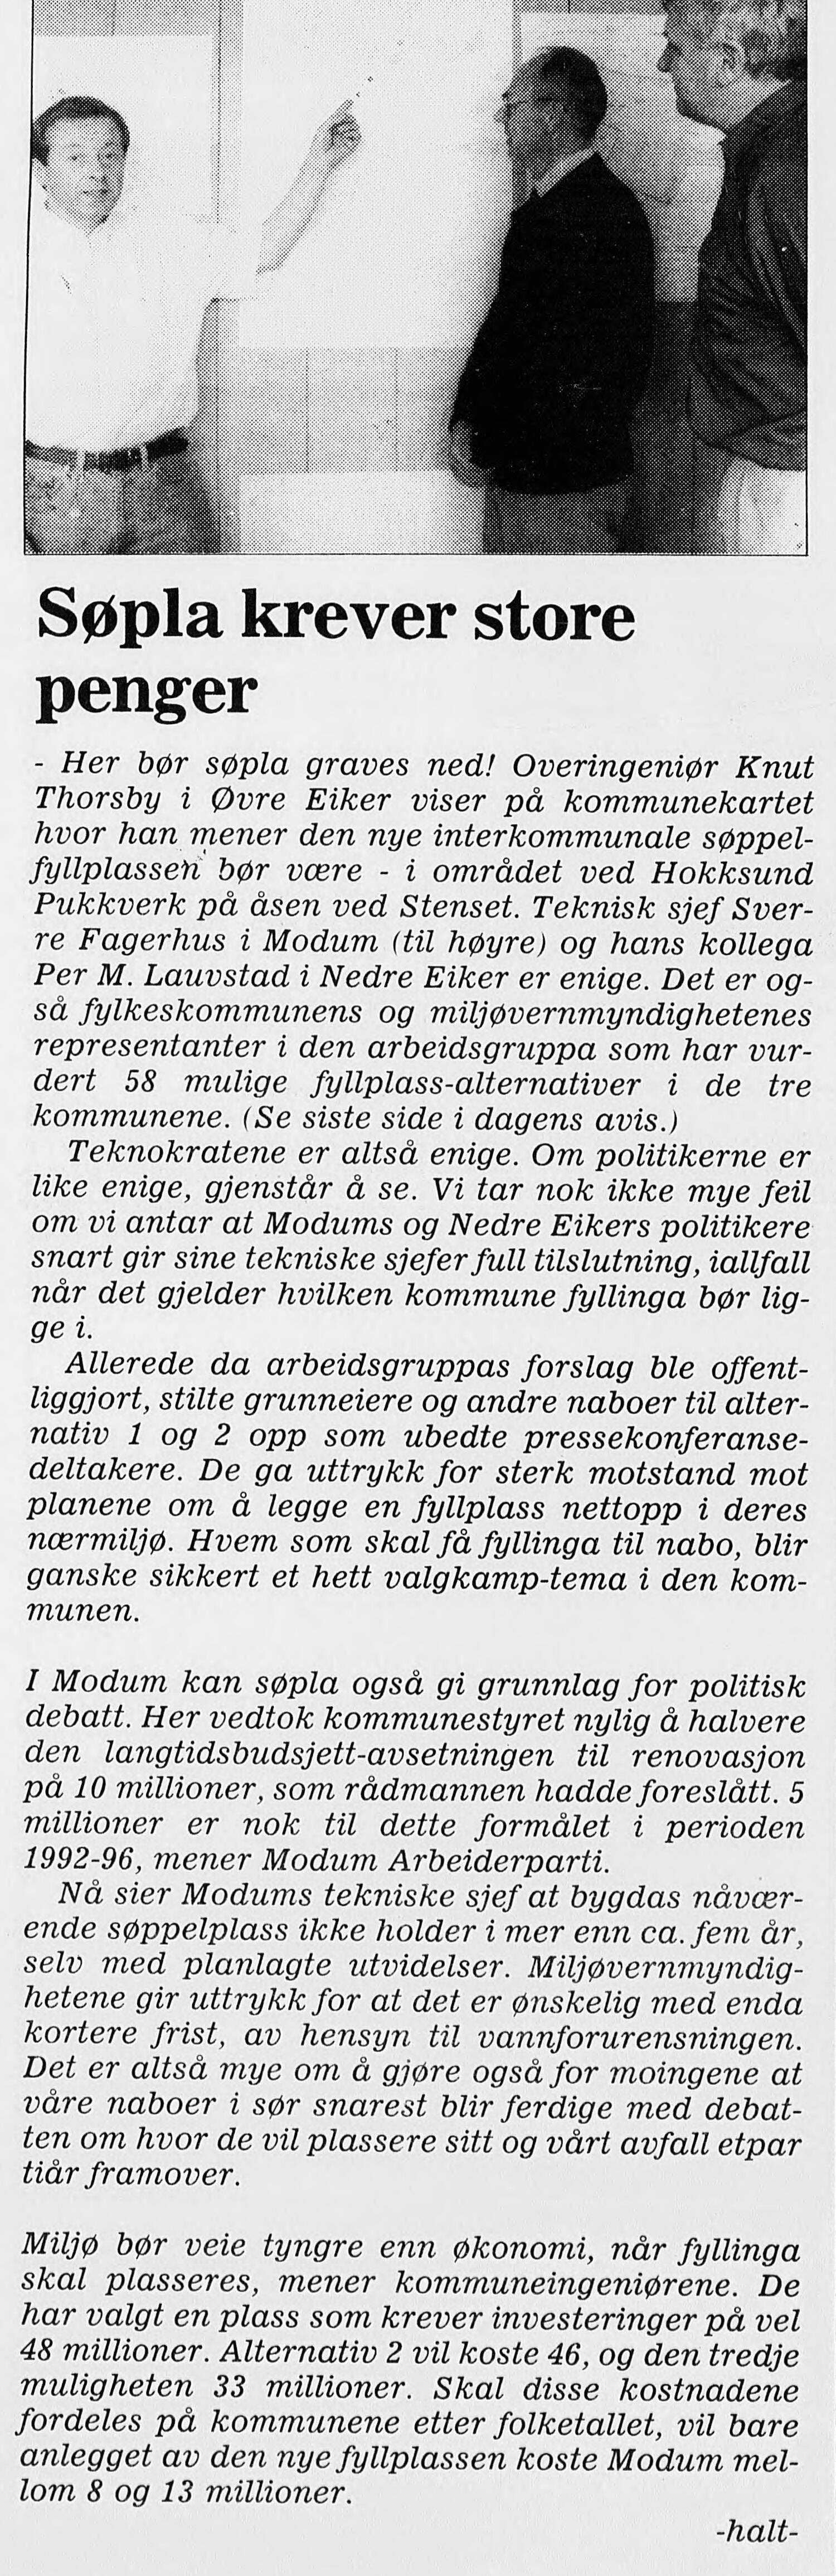 Søpla krever store
penger
- Her bør søpla graves ned! Overingeniør Knut
Thorsby i Øvre Eiker viser på kommunekartet
hvor han mener den nye interkommunale søppel-
fyllplassen bør være - i området ved Hokksund
Pukkverk på åsen ved Stenset. Teknisk sjef Sver-
re Fagerhus i Modum (til høyre) og hans kollega
Per M. Lauvstad i Nedre Eiker er enige. Det er og-
så fylkeskommunens og miljøvernmyndighetenes
representanter i den arbeidsgruppa som har vur-
dert 58 mulige fyllplass-alternativer i de tre
kommunene. (Se siste side i dagens avis.)
Teknokratene er altså enige. Om politikerne er
like enige, gjenstår å se. Vi tar nok ikke mye feil
om vi antar at Modums og Nedre Eikers politikere
snart gir sine tekniske sjefer full tilslutning, iallfall
når det gjelder hvilken kommune fyllinga bør lig-
ge i.
Allerede da arbeidsgruppas forslag ble offent-
liggjort, stilte grunneiere og andre naboer til alter-
nativ 1 og 2 opp som ubedte pressekonferanse-
deltakere. De ga uttrykk for sterk motstand mot
planene om å legge en fyllplass nettopp i deres
nærmiljø. Hvem som skal få fyllinga til nabo, blir
ganske sikkert et hett valgkamp-tema i den kom-
munen.
I Modum kan søpla også gi grunnlag for politisk
debatt. Her vedtok kommunestyret nylig å halvere
den langtidsbudsjett-avsetningen til renovasjon
på 10 millioner, som rådmannen hadde foreslått. 5
millioner er nok til dette formålet i perioden
1992-96, mener Modum Arbeiderparti.
Nå sier Modums tekniske sjef at bygdas nåvær-
ende søppelplass ikke holder i mer enn ca. fem år,
selv med planlagte utvidelser. Miljøvernmyndig-
hetene gir uttrykk for at det er ønskelig med enda
kortere frist, av hensyn til vannforurensningen.
Det er altså mye om å gjøre også for moingene at
våre naboer i sør snarest blir ferdige med debat-
ten om hvor de vil plassere sitt og vårt avfall etpar
tiår framover.
Miljø bør veie tyngre enn økonomi, når fyllinga
skal plasseres, mener kommuneingeniørene. De
har valgt en plass som krever investeringer på vel
48 millioner. Alternativ 2 vil koste 46, og den tredje
muligheten 33 millioner. Skal disse kostnadene
fordeles på kommunene etter folketallet, vil bare
anlegget av den nye fyllplassen koste Modum mel-
lom 8 og 13 millioner.
-halt-